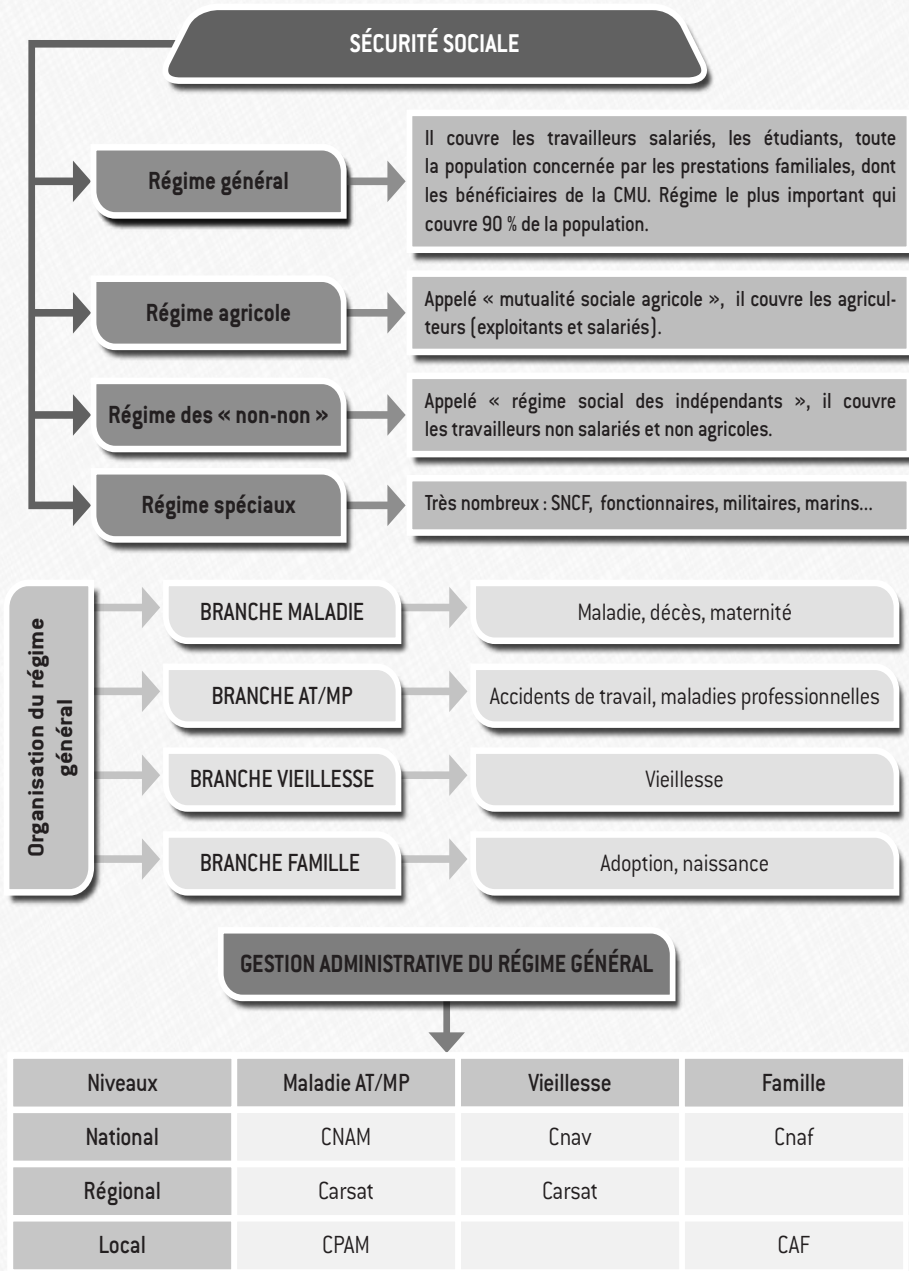 SÉCURITÉ SOCIALE
Régime général
Il couvre les travailleurs salariés, les étudiants, toute
la population concernée par les prestations familiales, dont
les bénéficiaires de la CMU. Régime le plus important qui
couvre 90 % de la population.
Régime agricole
Appelé « mutualité sociale agricole », il couvre les agricul-
teurs (exploitants et salariés).
Régime des « non-non »
Appelé « régime social des indépendants », il couvre
les travailleurs non salariés et non agricoles.
Régime spéciaux
Très nombreux : SNCF, fonctionnaires, militaires, marins...
Organisation du régime
général
BRANCHE MALADIE
Maladie, décès, maternité
BRANCHE AT/MP
Accidents de travail, maladies professionnelles
BRANCHE VIEILLESSE
Vieillesse
BRANCHE FAMILLE
Adoption, naissance
GESTION ADMINISTRATIVE DU RÉGIME GÉNÉRAL
Niveaux Maladie AT/MP Vieillesse Famille
National CNAM Cnav Cnaf
Régional Carsat Carsat
Local CPAM CAF